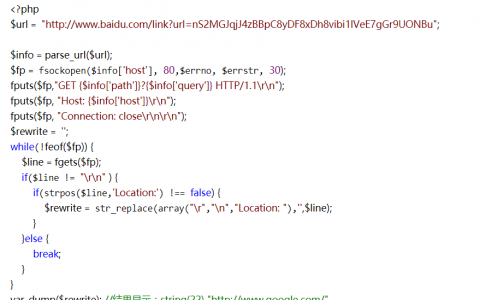 <?php
$url = "http://www.baidu.com/link?url=nS2MGJqjJ4zBBpC8yDF8xDh8vibi1lVeE7gGr9UONBu";
$info = parse_url($url);
$fp = fsockopen($info['host'], 80,$errno, $errstr, 30);
fputs($fp,"GET {$info['path']}?{$info['query']} HTTP/1.1\r\n");
fputs($fp, "Host: {$info['host']}\r\n");
fputs($fp, "Connection: close\r\n\r\n");
$rewrite = '';
while(!feof($fp)) {
$line = fgets($fp);
if($line != "\r\n" ) {
if(strpos($line,'Location:') !== false) {
$rewrite = str_replace(array("\r","\n","Location: "),'',$line);
}
}else {
break;
}
}
var_dump($rewrite); //结果显示：string(22) "http://www.google.com/"